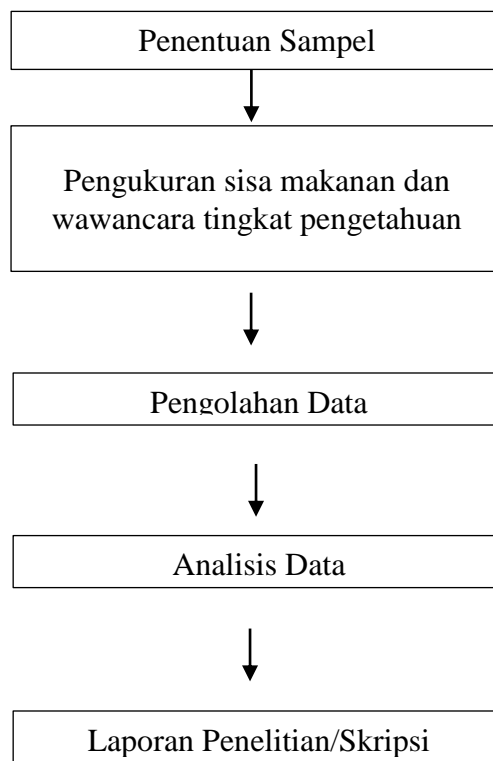 Penentuan Sampel
Pengukuran sisa makanan dan
wawancara tingkat pengetahuan
Pengolahan Data
Analisis Data
Laporan Penelitian/Skripsi